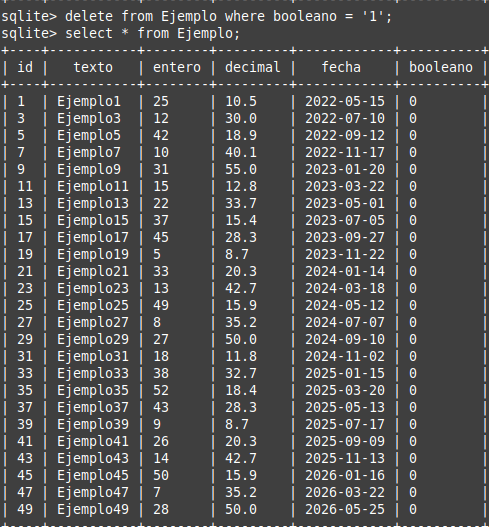 sqlite> delete from Ejemplo where booleano = '1';
sqlite> select * from Ejemplo;
+----+-----------+--------+---------+------------+----------+
| id |   texto   | entero | decimal |   fecha    | booleano |
+----+-----------+--------+---------+------------+----------+
| 1  | Ejemplo1  | 25     | 10.5    | 2022-05-15 | 0        |
| 3  | Ejemplo3  | 12     | 30.0    | 2022-07-10 | 0        |
| 5  | Ejemplo5  | 42     | 18.9    | 2022-09-12 | 0        |
| 7  | Ejemplo7  | 10     | 40.1    | 2022-11-17 | 0        |
| 9  | Ejemplo9  | 31     | 55.0    | 2023-01-20 | 0        |
| 11 | Ejemplo11 | 15     | 12.8    | 2023-03-22 | 0        |
| 13 | Ejemplo13 | 22     | 33.7    | 2023-05-01 | 0        |
| 15 | Ejemplo15 | 37     | 15.4    | 2023-07-05 | 0        |
| 17 | Ejemplo17 | 45     | 28.3    | 2023-09-27 | 0        |
| 19 | Ejemplo19 | 5      | 8.7     | 2023-11-22 | 0        |
| 21 | Ejemplo21 | 33     | 20.3    | 2024-01-14 | 0        |
| 23 | Ejemplo23 | 13     | 42.7    | 2024-03-18 | 0        |
| 25 | Ejemplo25 | 49     | 15.9    | 2024-05-12 | 0        |
| 27 | Ejemplo27 | 8      | 35.2    | 2024-07-07 | 0        |
| 29 | Ejemplo29 | 27     | 50.0    | 2024-09-10 | 0        |
| 31 | Ejemplo31 | 18     | 11.8    | 2024-11-02 | 0        |
| 33 | Ejemplo33 | 38     | 32.7    | 2025-01-15 | 0        |
| 35 | Ejemplo35 | 52     | 18.4    | 2025-03-20 | 0        |
| 37 | Ejemplo37 | 43     | 28.3    | 2025-05-13 | 0        |
| 39 | Ejemplo39 | 9      | 8.7     | 2025-07-17 | 0        |
| 41 | Ejemplo41 | 26     | 20.3    | 2025-09-09 | 0        |
| 43 | Ejemplo43 | 14     | 42.7    | 2025-11-13 | 0        |
| 45 | Ejemplo45 | 50     | 15.9    | 2026-01-16 | 0        |
| 47 | Ejemplo47 | 7      | 35.2    | 2026-03-22 | 0        |
| 49 | Ejemplo49 | 28     | 50.0    | 2026-05-25 | 0        |
+----+-----------+--------+---------+------------+----------+